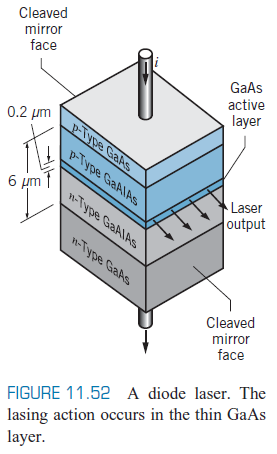 Cleaved
mirror
face
i
GaAs
active
layer
0.2 μm
p-Type GaAs
p-Type GaAlAs
6 μm
n-Type GaAlAs
Laser
output
n-Type GaAs
Cleaved
mirror
face
FIGURE 11.52 A diode laser. The
lasing action occurs in the thin GaAs
layer.